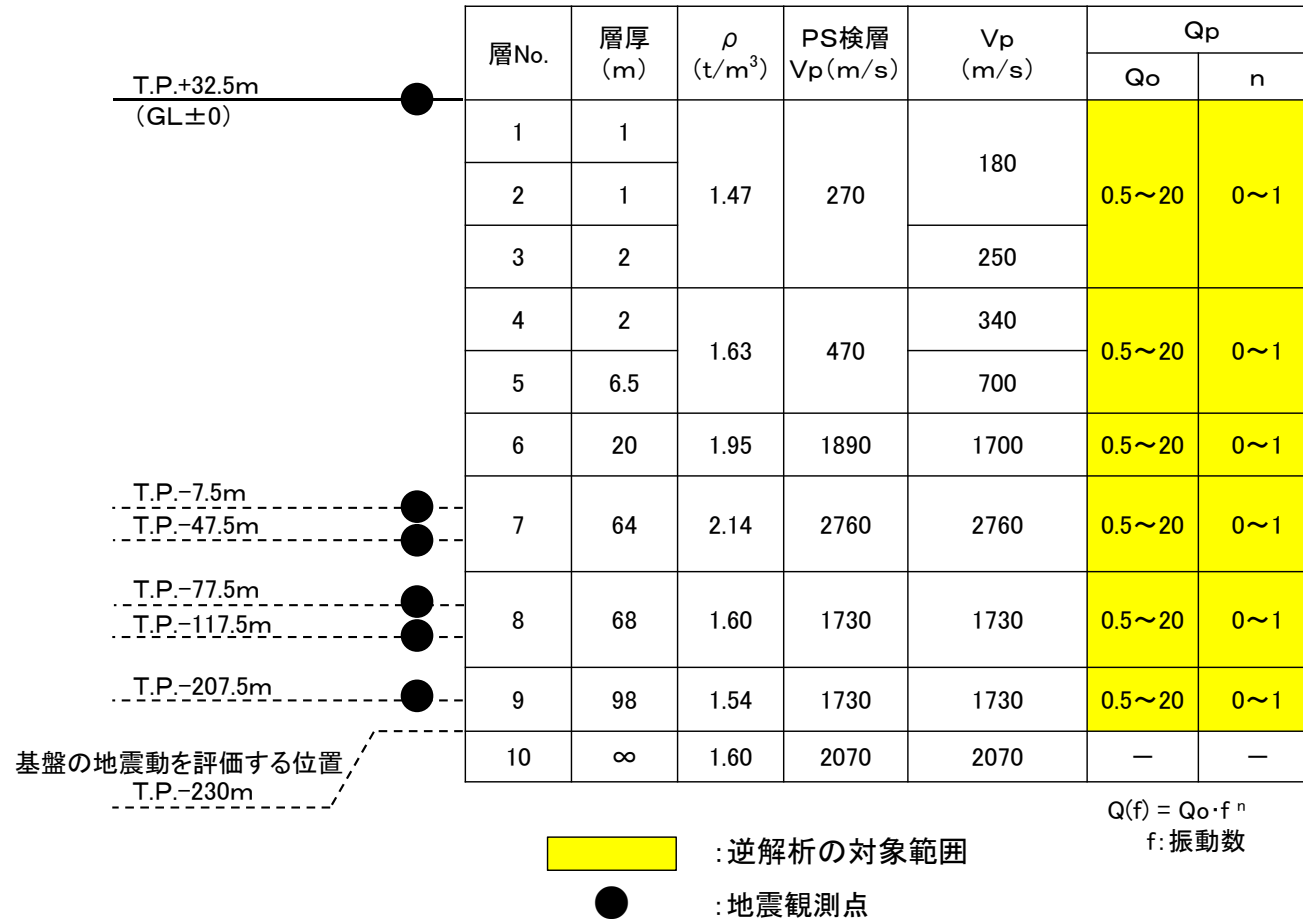 層No. 層厚（m） ρ（t/m³） PS検層Vp（m/s） Vp（m/s） Qp
Qo n
T.P.+32.5m
（GL±0）
1 1 1.47 270 180 0.5～20 0～1
2 1
3 2 250
4 2 1.63 470 340 0.5～20 0～1
5 6.5 700
6 20 1.95 1890 1700 0.5～20 0～1
T.P.-7.5m
T.P.-47.5m
7 64 2.14 2760 2760 0.5～20 0～1
T.P.-77.5m
T.P.-117.5m
8 68 1.60 1730 1730 0.5～20 0～1
T.P.-207.5m
9 98 1.54 1730 1730 0.5～20 0～1
基盤の地震動を評価する位置
T.P.-230m
10 ∞ 1.60 2070 2070 － －
Q(f) = Qo·fⁿ
f:振動数
:逆解析の対象範囲
:地震観測点